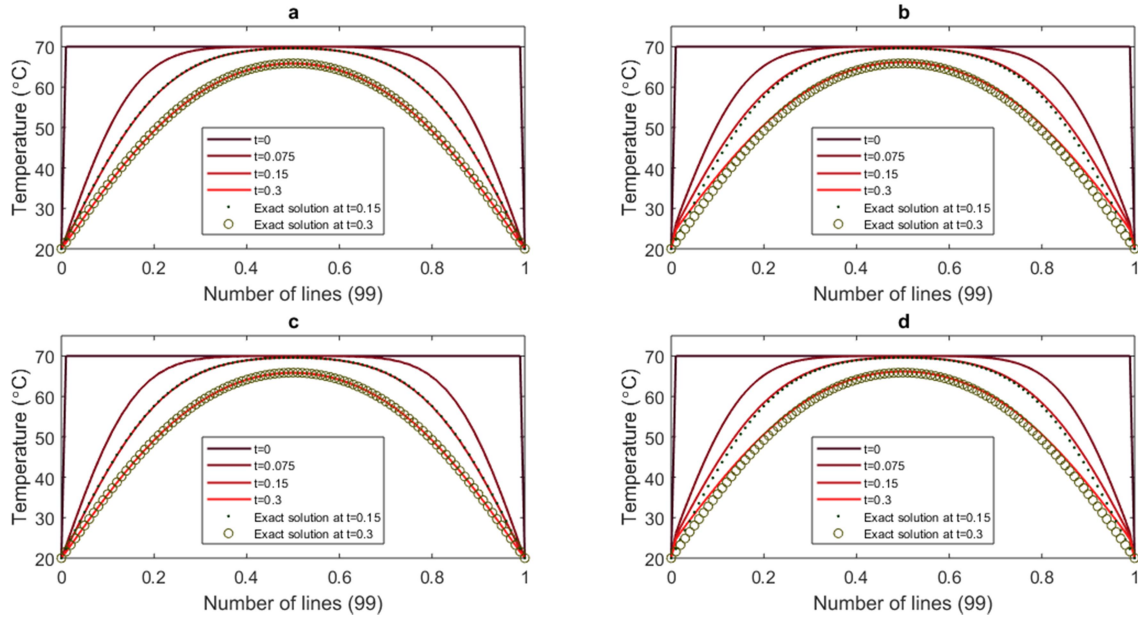 a
Temperature (°C)
70
60
50
40
30
20
t=0
t=0.075
t=0.15
t=0.3
Exact solution at t=0.15
Exact solution at t=0.3
0 0.2 0.4 0.6 0.8 1
Number of lines (99)
b
Temperature (°C)
70
60
50
40
30
20
t=0
t=0.075
t=0.15
t=0.3
Exact solution at t=0.15
Exact solution at t=0.3
0 0.2 0.4 0.6 0.8 1
Number of lines (99)
c
Temperature (°C)
70
60
50
40
30
20
t=0
t=0.075
t=0.15
t=0.3
Exact solution at t=0.15
Exact solution at t=0.3
0 0.2 0.4 0.6 0.8 1
Number of lines (99)
d
Temperature (°C)
70
60
50
40
30
20
t=0
t=0.075
t=0.15
t=0.3
Exact solution at t=0.15
Exact solution at t=0.3
0 0.2 0.4 0.6 0.8 1
Number of lines (99)